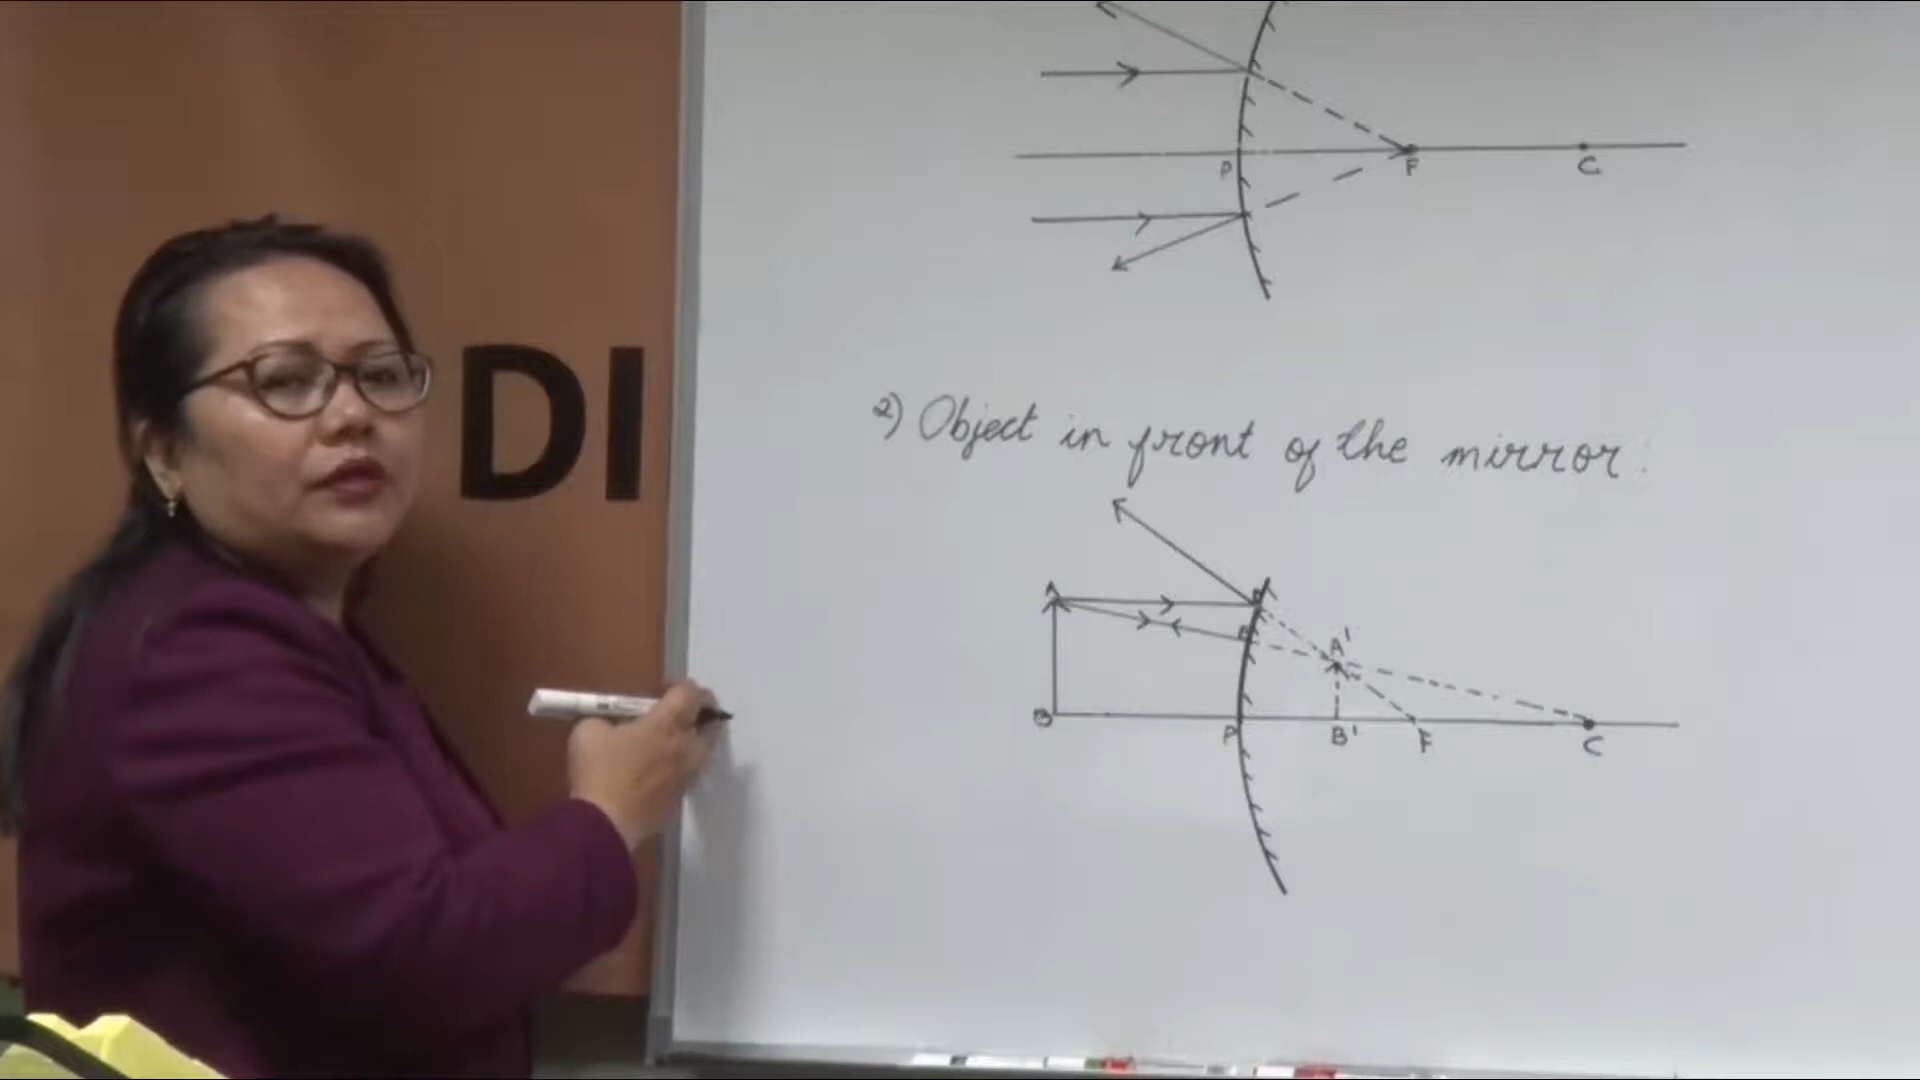 DI
P F C
2) Object in front of the mirror:
A D
E A'
B P B' F C